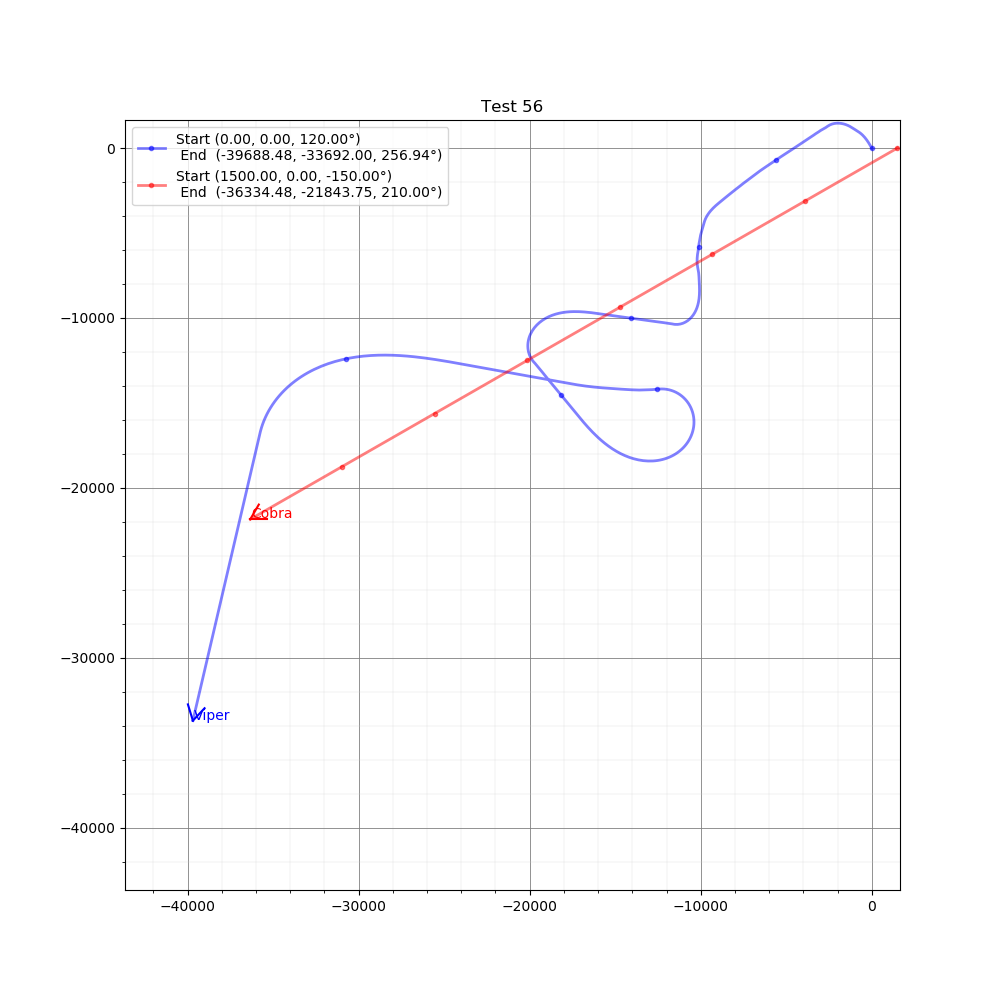 Test 56
Start (0.00, 0.00, 120.00°)
End (-39688.48, -33692.00, 256.94°)
Start (1500.00, 0.00, -150.00°)
End (-36334.48, -21843.75, 210.00°)
0
−10000
−20000
−30000
−40000
Cobra
Viper
−40000
−30000
−20000
−10000
0